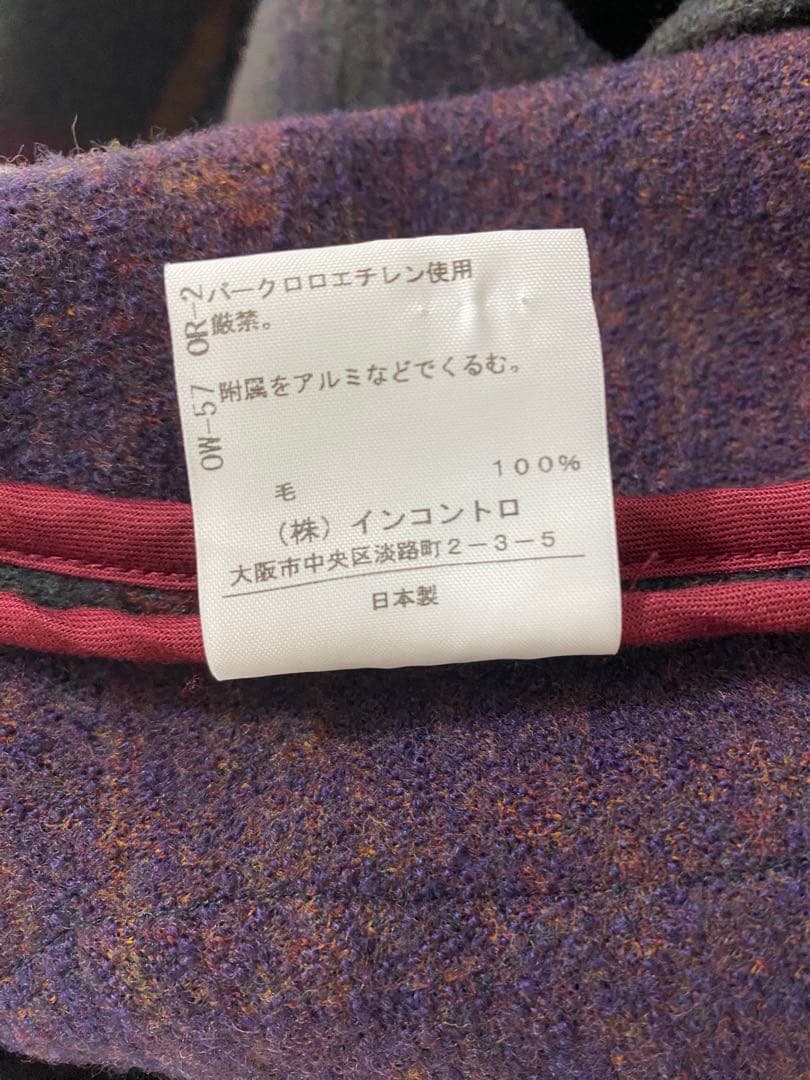 パークロロエチレン使用
厳禁。
附属をアルミなどでくるむ。
毛 100%
(株) インコントロ
大阪市中央区淡路町2-3-5
日本製
OW-57 OR-2